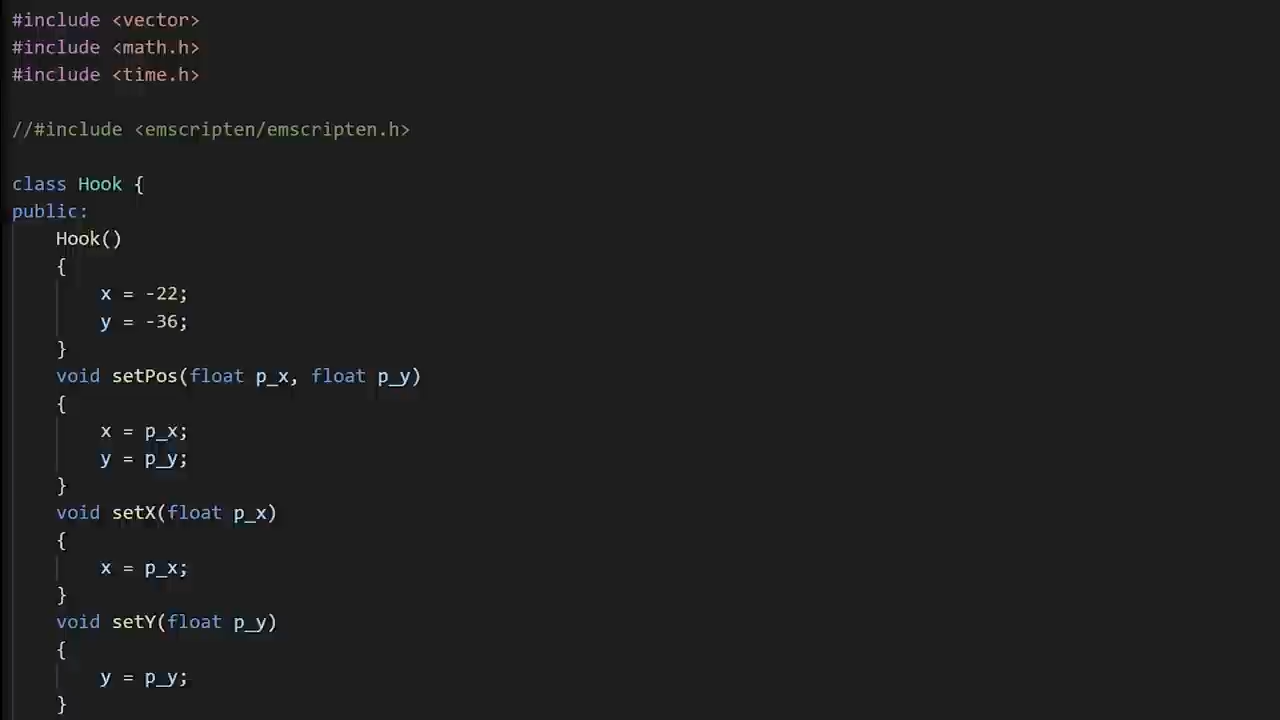 #include <vector>
#include <math.h>
#include <time.h>
//#include <emscripten/emscripten.h>
class Hook {
public:
    Hook()
    {
        x = -22;
        y = -36;
    }
    void setPos(float p_x, float p_y)
    {
        x = p_x;
        y = p_y;
    }
    void setX(float p_x)
    {
        x = p_x;
    }
    void setY(float p_y)
    {
        y = p_y;
    }